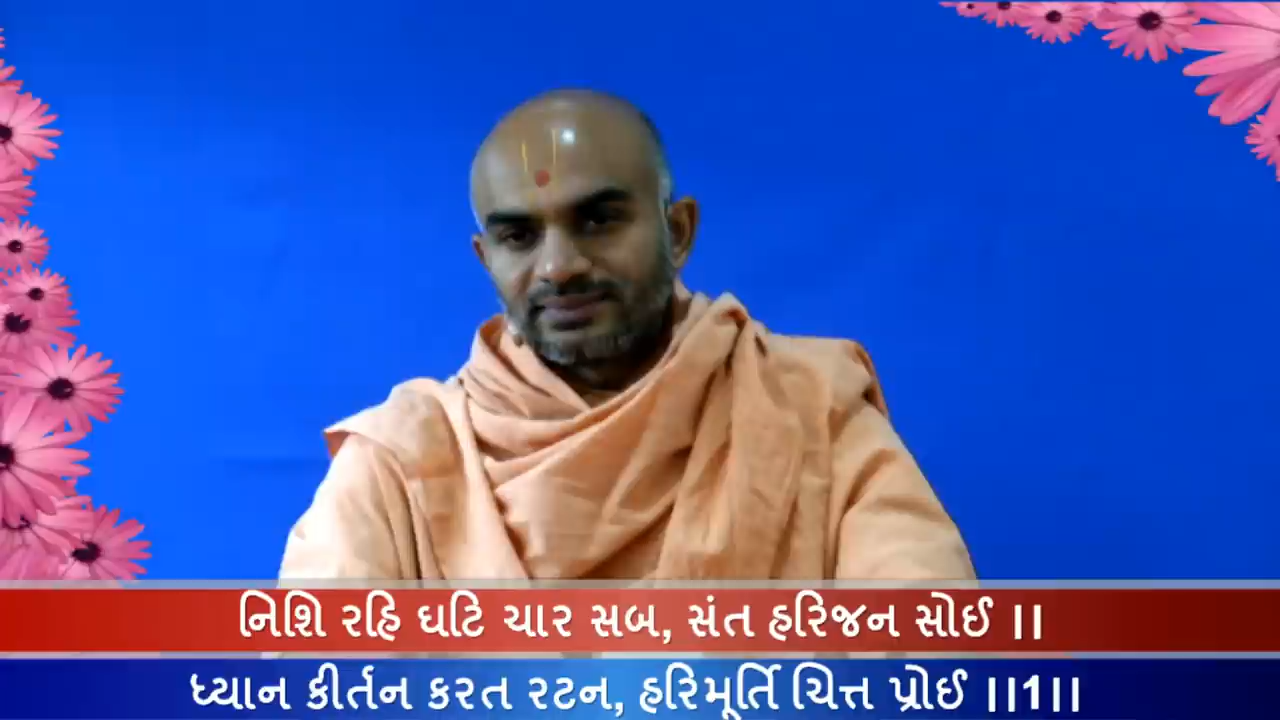 નિશિ રહિ ઘટિ ચાર સબ, સંત હરિજન સોઈ ।।
ધ્યાન કીર્તન કરત રટન, હરિમૂર્તિ ચિત્ત પ્રોઈ ।।1।।